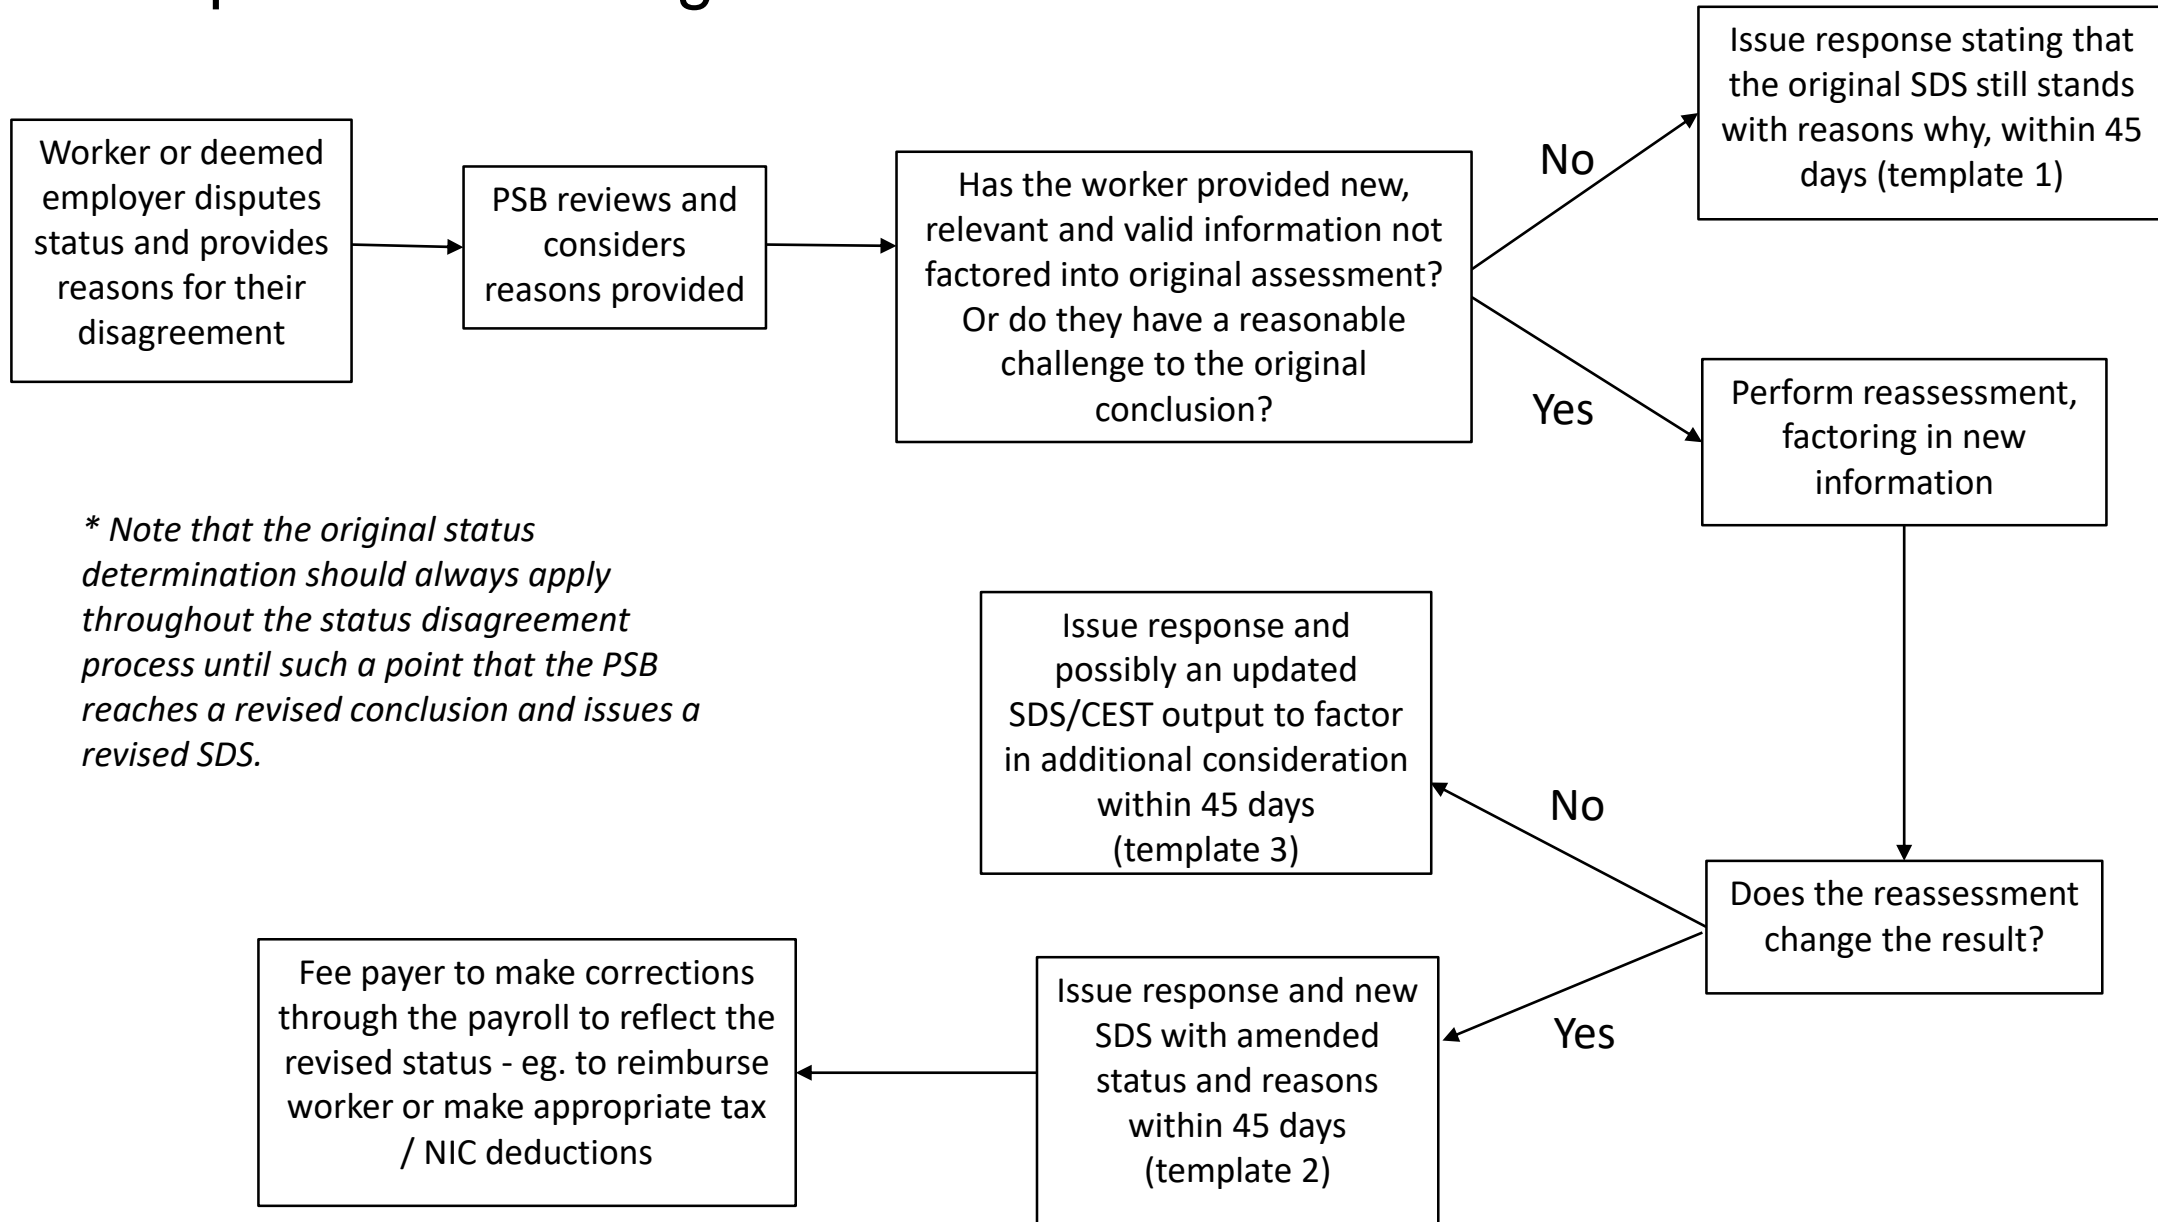 Worker or deemed
employer disputes
status and provides
reasons for their
disagreement
PSB reviews and
considers
reasons provided
Has the worker provided new,
relevant and valid information not
factored into original assessment?
Or do they have a reasonable
challenge to the original
conclusion?
No
Issue response stating that
the original SDS still stands
with reasons why, within 45
days (template 1)
Yes
Perform reassessment,
factoring in new
information
* Note that the original status
determination should always apply
throughout the status disagreement
process until such a point that the PSB
reaches a revised conclusion and issues a
revised SDS.
Does the reassessment
change the result?
No
Issue response and
possibly an updated
SDS/CEST output to factor
in additional consideration
within 45 days
(template 3)
Yes
Issue response and new
SDS with amended
status and reasons
within 45 days
(template 2)
Fee payer to make corrections
through the payroll to reflect the
revised status - eg. to reimburse
worker or make appropriate tax
/ NIC deductions